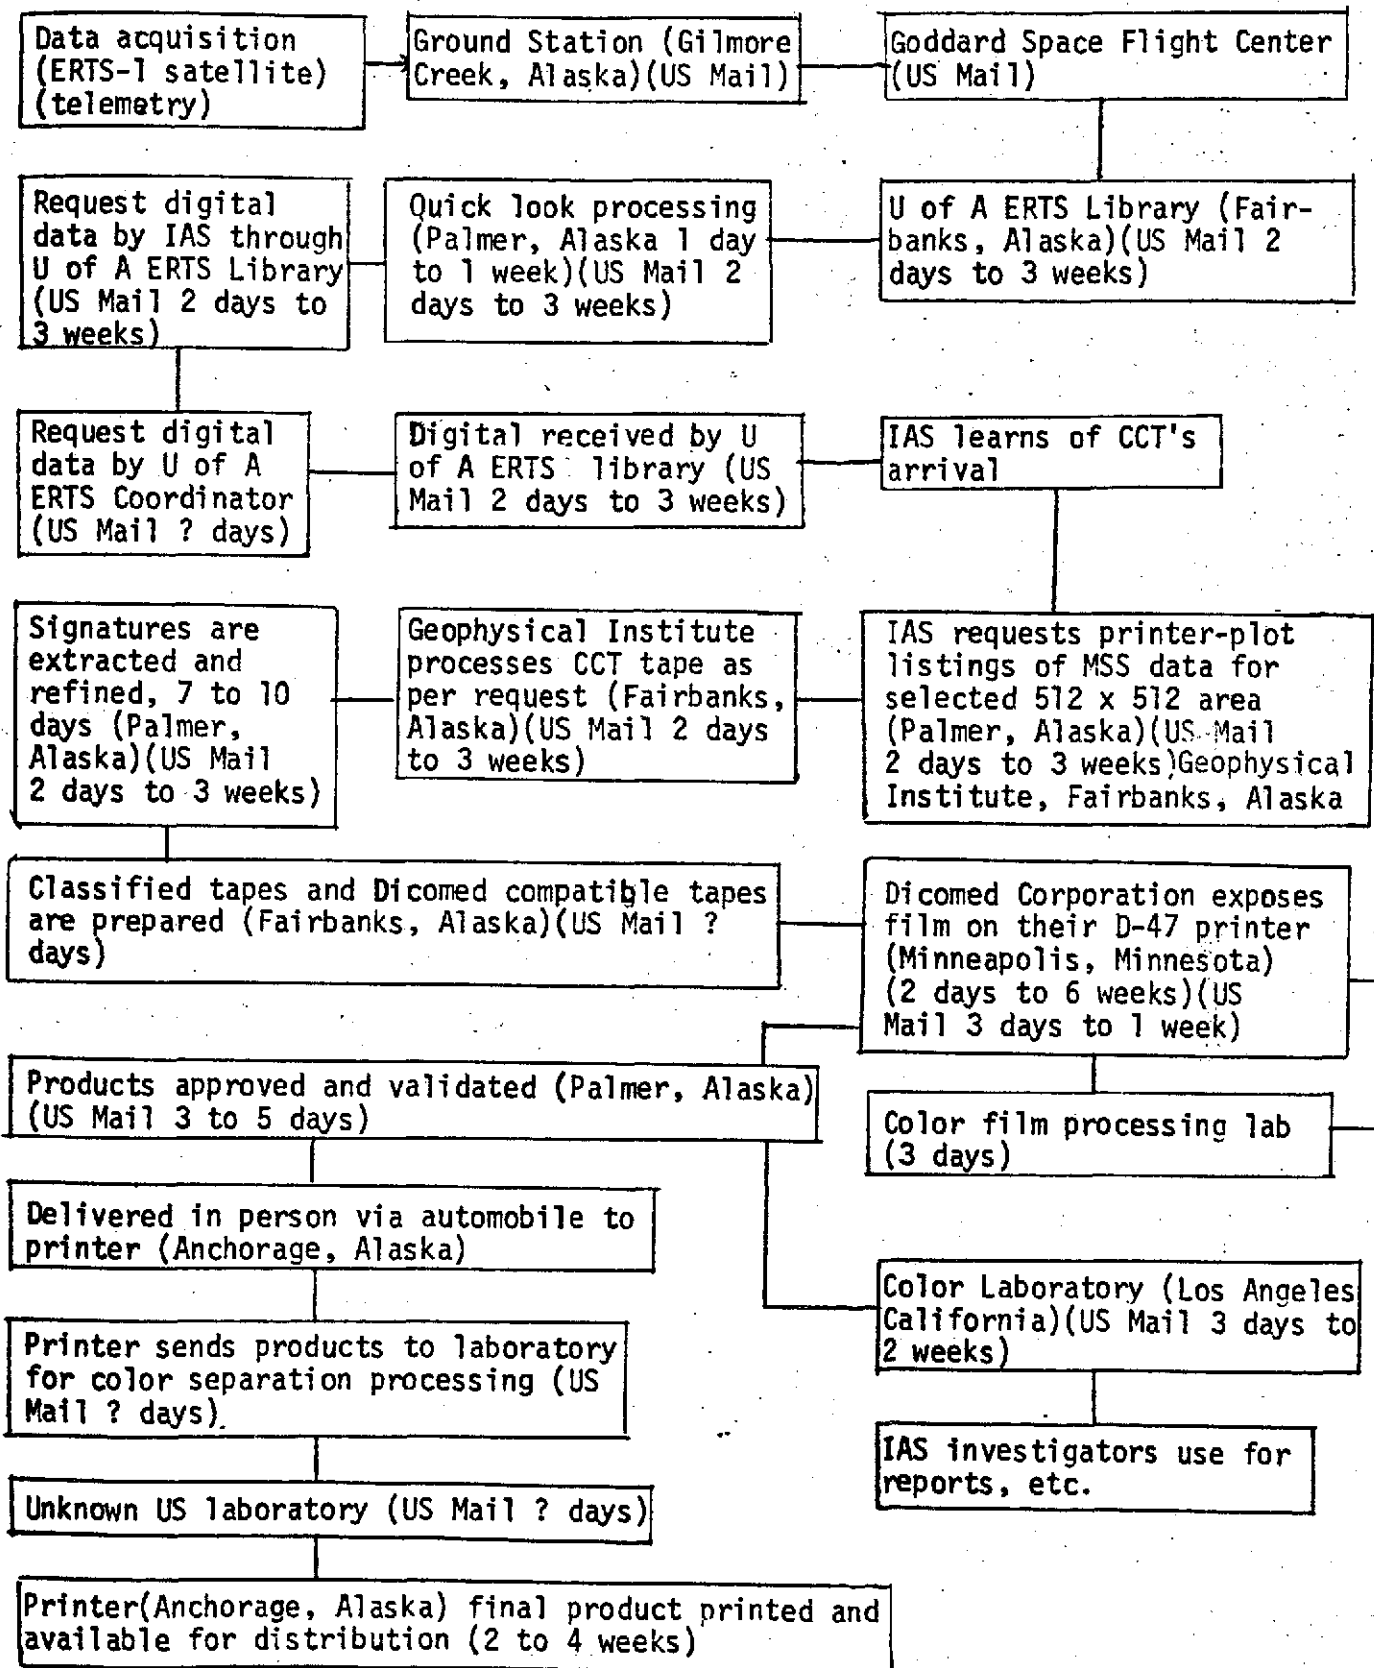 Data acquisition
(ERTS-1 satellite)
(telemetry)
Ground Station (Gilmore
Creek, Alaska)(US Mail)
Goddard Space Flight Center
(US Mail)
U of A ERTS Library (Fair-
banks, Alaska)(US Mail 2
days to 3 weeks)
Quick look processing
(Palmer, Alaska 1 day
to 1 week)(US Mail 2
days to 3 weeks)
Request digital
data by IAS through
U of A ERTS Library
(US Mail 2 days to
3 weeks)
Request digital
data by U of A
ERTS Coordinator
(US Mail ? days)
Digital received by U
of A ERTS library (US
Mail 2 days to 3 weeks)
IAS learns of CCT's
arrival
IAS requests printer-plot
listings of MSS data for
selected 512 x 512 area
(Palmer, Alaska)(US Mail
2 days to 3 weeks)Geophysical
Institute, Fairbanks, Alaska
Geophysical Institute
processes CCT tape as
per request (Fairbanks,
Alaska)(US Mail 2 days
to 3 weeks)
Signatures are
extracted and
refined, 7 to 10
days (Palmer,
Alaska)(US Mail
2 days to 3 weeks)
Classified tapes and Dicomed compatible tapes
are prepared (Fairbanks, Alaska)(US Mail ?
days)
Dicomed Corporation exposes
film on their D-47 printer
(Minneapolis, Minnesota)
(2 days to 6 weeks)(US
Mail 3 days to 1 week)
Color film processing lab
(3 days)
Products approved and validated (Palmer, Alaska)
(US Mail 3 to 5 days)
Delivered in person via automobile to
printer (Anchorage, Alaska)
Printer sends products to laboratory
for color separation processing (US
Mail ? days)
Unknown US laboratory (US Mail ? days)
Printer(Anchorage, Alaska) final product printed and
available for distribution (2 to 4 weeks)
Color Laboratory (Los Angeles
California)(US Mail 3 days to
2 weeks)
IAS investigators use for
reports, etc.